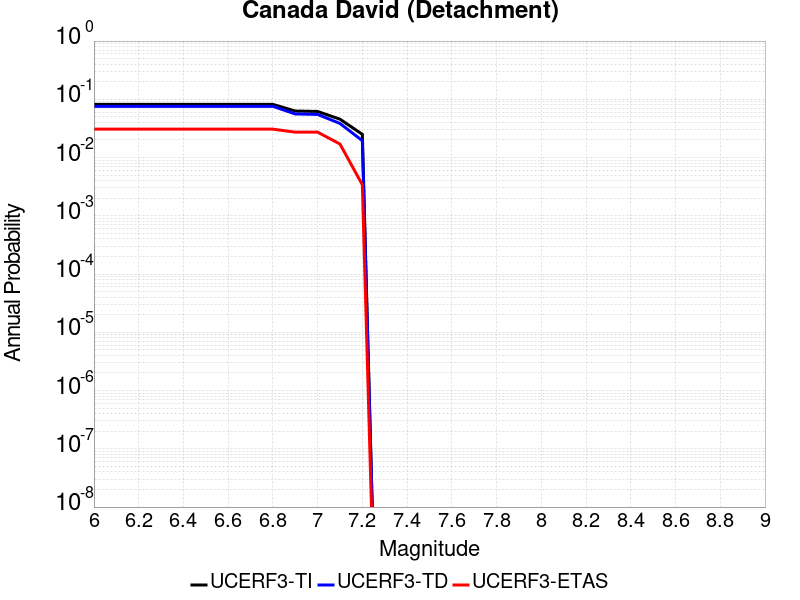 Canada David (Detachment)
Annual Probability
10^0
10^-1
10^-2
10^-3
10^-4
10^-5
10^-6
10^-7
10^-8
6 6.2 6.4 6.6 6.8 7 7.2 7.4 7.6 7.8 8 8.2 8.4 8.6 8.8 9
Magnitude
UCERF3-TI UCERF3-TD UCERF3-ETAS